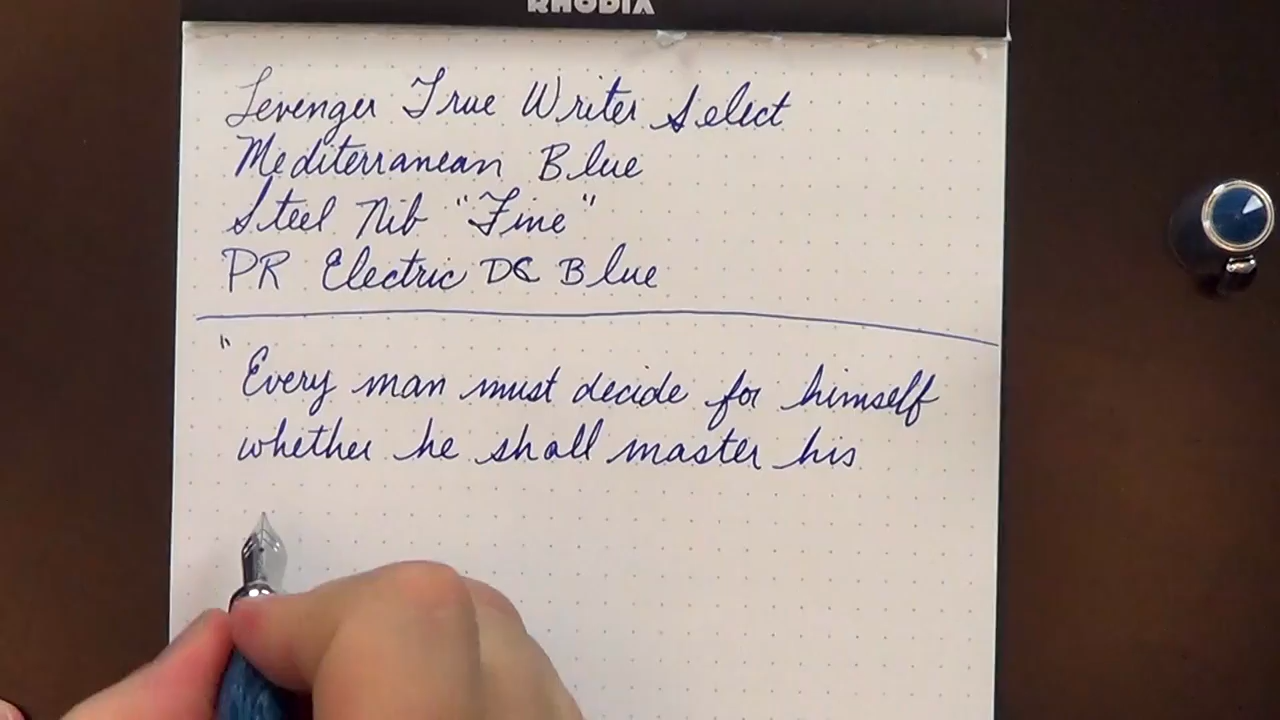 RHODIA
Levenger True Writer Select
Mediterranean Blue
Steel Nib "Fine"
PR Electric DC Blue
"Every man must decide for himself
whether he shall master his